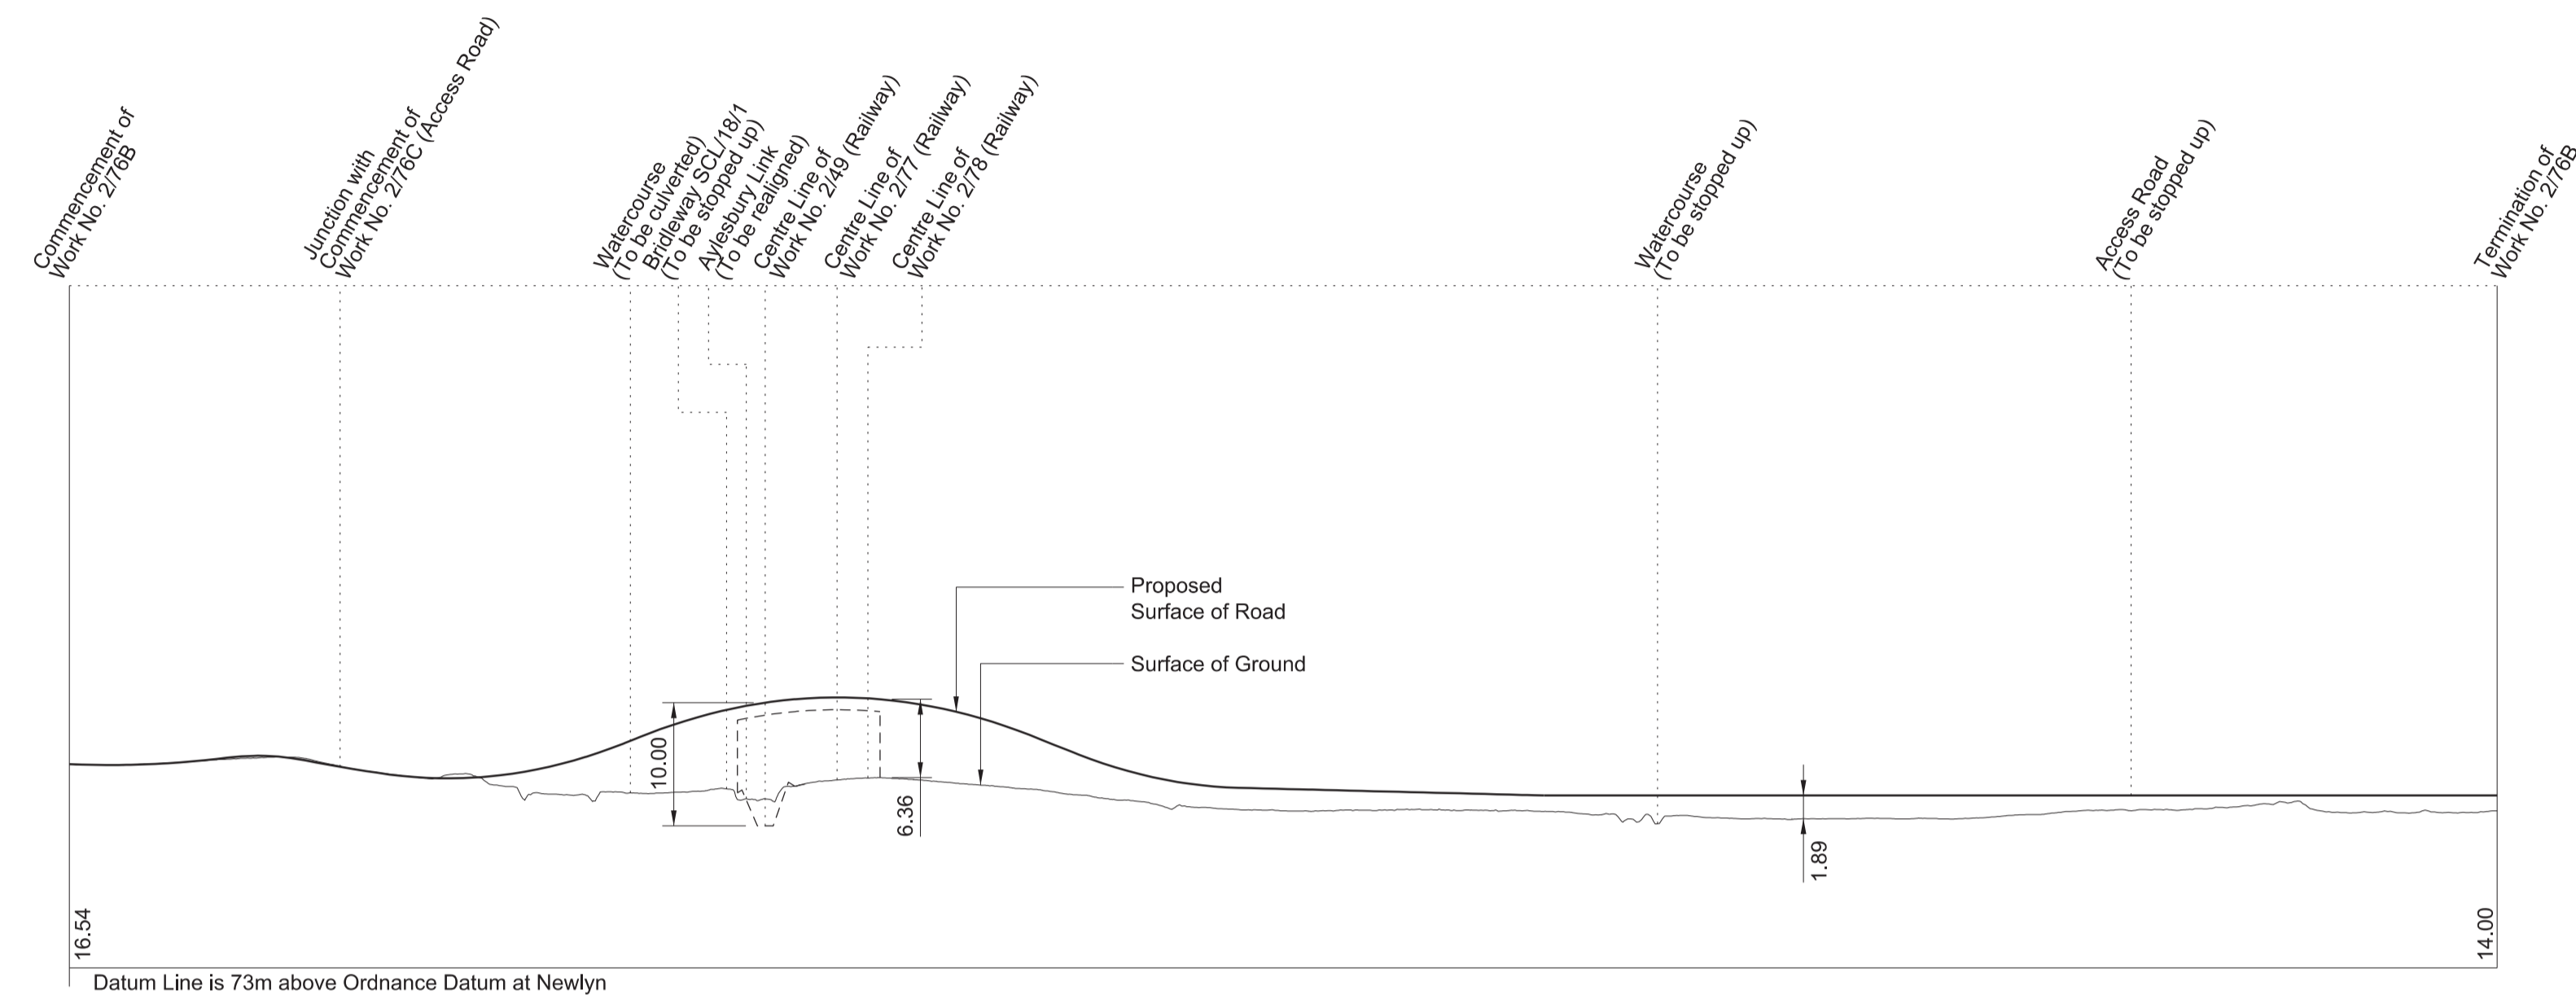 Commencement of
Work No. 2/76B
Junction with
Commencement of
Work No. 2/76C (Access Road)
Watercourse
(To be culverted)
Bridleway SCL/18/1
(To be stopped up)
Aylesbury Link
(To be realigned)
Centre Line of
Work No. 2/49 (Railway)
Centre Line of
Work No. 2/77 (Railway)
Centre Line of
Work No. 2/78 (Railway)
Watercourse
(To be stopped up)
Access Road
(To be stopped up)
Termination of
Work No. 2/76B
Proposed
Surface of Road
Surface of Ground
10.00
6.36
1.89
16.54
14.00
Datum Line is 73m above Ordnance Datum at Newlyn